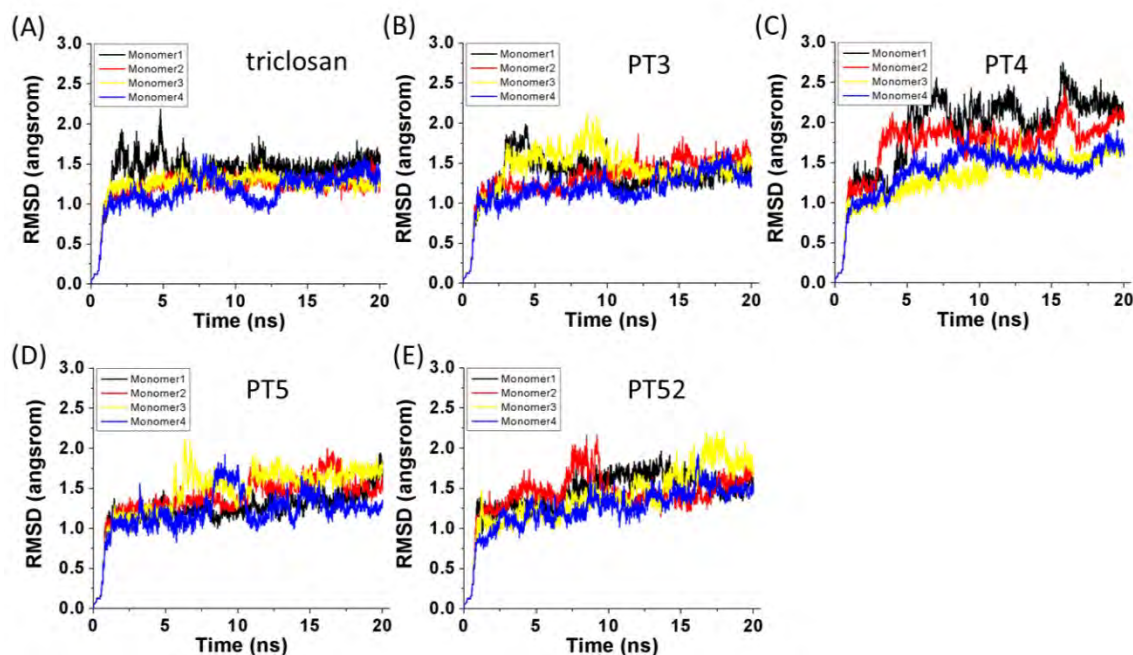 (A)
triclosan
Monomer1
Monomer2
Monomer3
Monomer4
RMSD (angsrom)
3.0
2.5
2.0
1.5
1.0
0.5
0.0
0 5 10 15 20
Time (ns)
(B)
PT3
Monomer1
Monomer2
Monomer3
Monomer4
RMSD (angsrom)
3.0
2.5
2.0
1.5
1.0
0.5
0.0
0 5 10 15 20
Time (ns)
(C)
PT4
Monomer1
Monomer2
Monomer3
Monomer4
RMSD (angsrom)
3.0
2.5
2.0
1.5
1.0
0.5
0.0
0 5 10 15 20
Time (ns)
(D)
PT5
Monomer1
Monomer2
Monomer3
Monomer4
RMSD (angsrom)
3.0
2.5
2.0
1.5
1.0
0.5
0.0
0 5 10 15 20
Time (ns)
(E)
PT52
Monomer1
Monomer2
Monomer3
Monomer4
RMSD (angsrom)
3.0
2.5
2.0
1.5
1.0
0.5
0.0
0 5 10 15 20
Time (ns)